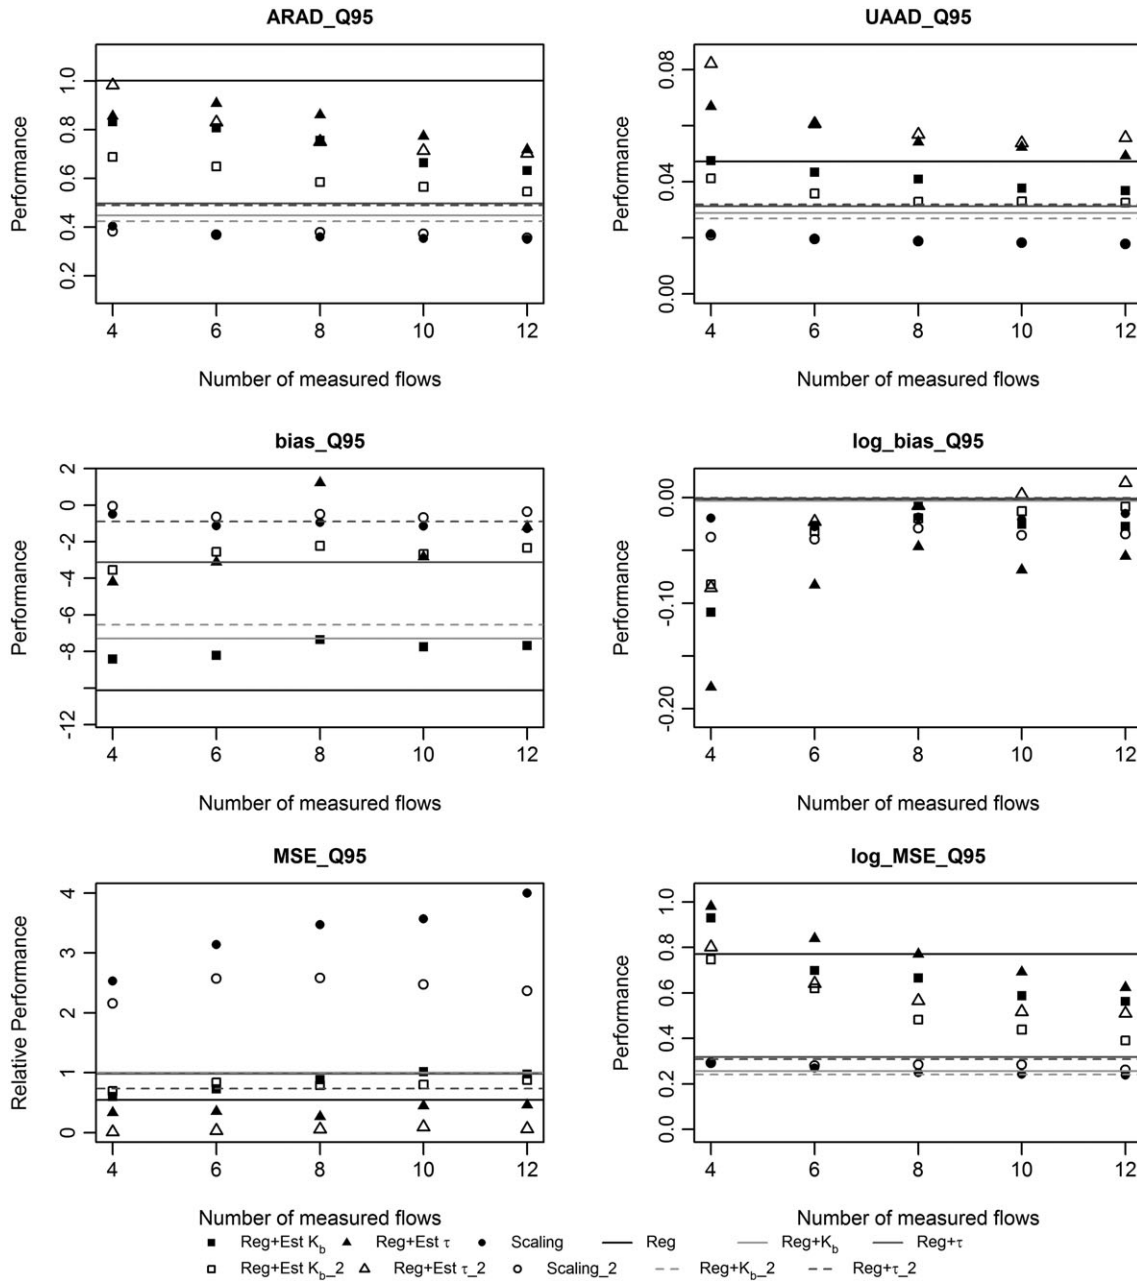 ARAD_Q95
Performance
0.2 0.4 0.6 0.8 1.0
4 6 8 10 12
Number of measured flows
UAAD_Q95
Performance
0.00 0.04 0.08
4 6 8 10 12
Number of measured flows
bias_Q95
Performance
-12 -8 -6 -4 -2 0 2
4 6 8 10 12
Number of measured flows
log_bias_Q95
Performance
-0.20 -0.10 0.00
4 6 8 10 12
Number of measured flows
MSE_Q95
Relative Performance
0 1 2 3 4
4 6 8 10 12
Number of measured flows
log_MSE_Q95
Performance
0.0 0.2 0.4 0.6 0.8 1.0
4 6 8 10 12
Number of measured flows
Reg+Est Kb Reg+Est τ Scaling Reg Reg+Kb Reg+τ
Reg+Est Kb_2 Reg+Est τ_2 Scaling_2 Reg+Kb_2 Reg+τ_2